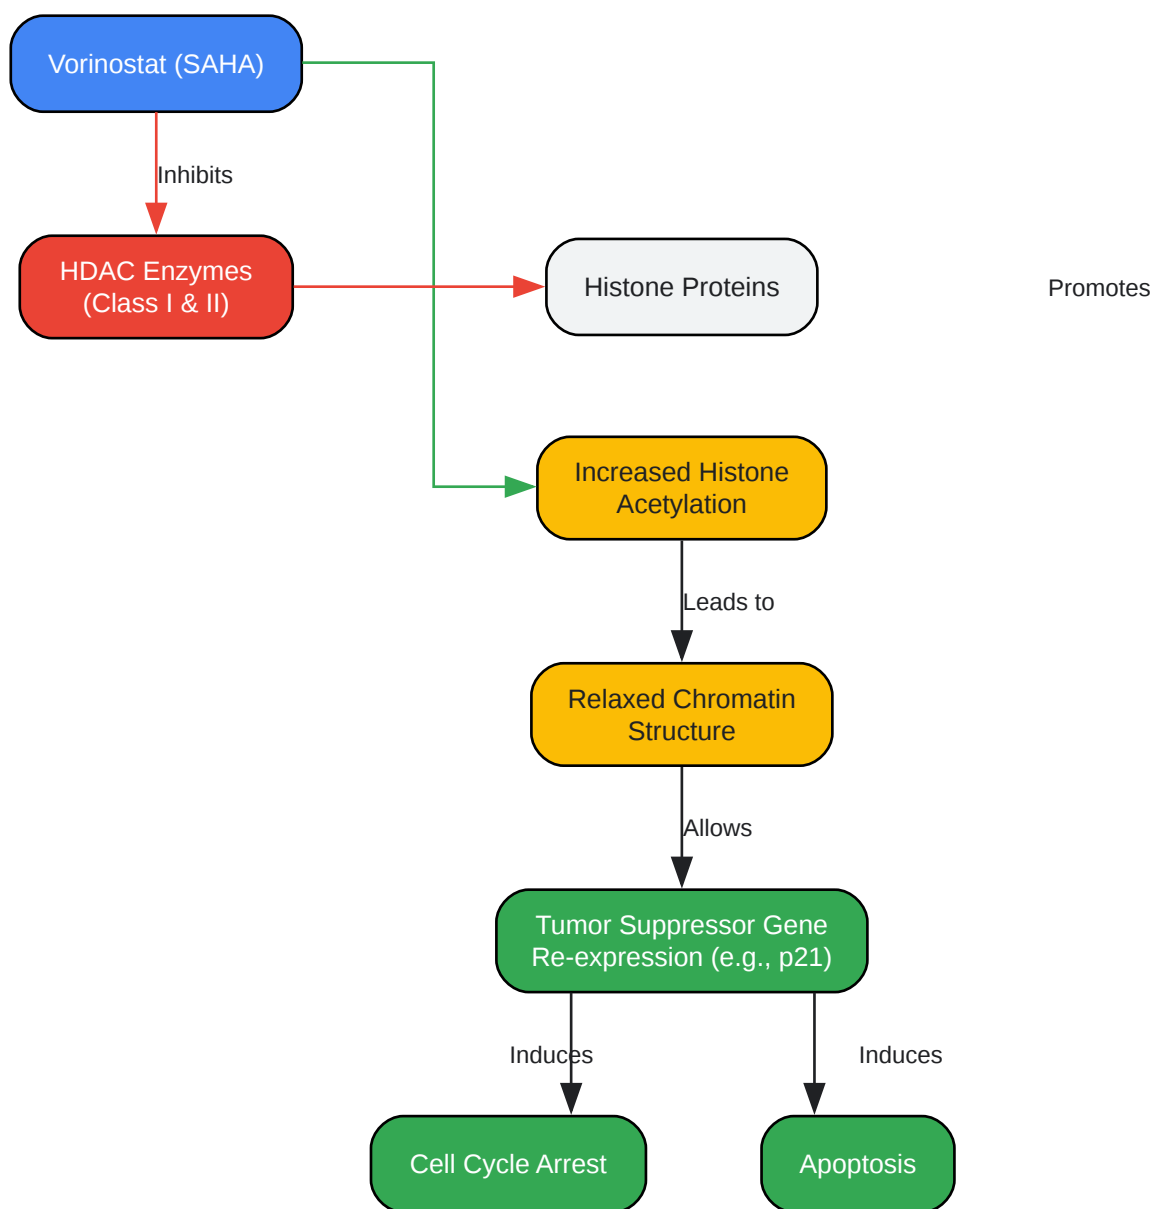 Vorinostat (SAHA)
Inhibits
HDAC Enzymes
(Class I & II)
Histone Proteins
Promotes
Increased Histone
Acetylation
Leads to
Relaxed Chromatin
Structure
Allows
Tumor Suppressor Gene
Re-expression (e.g., p21)
Induces
Induces
Cell Cycle Arrest
Apoptosis